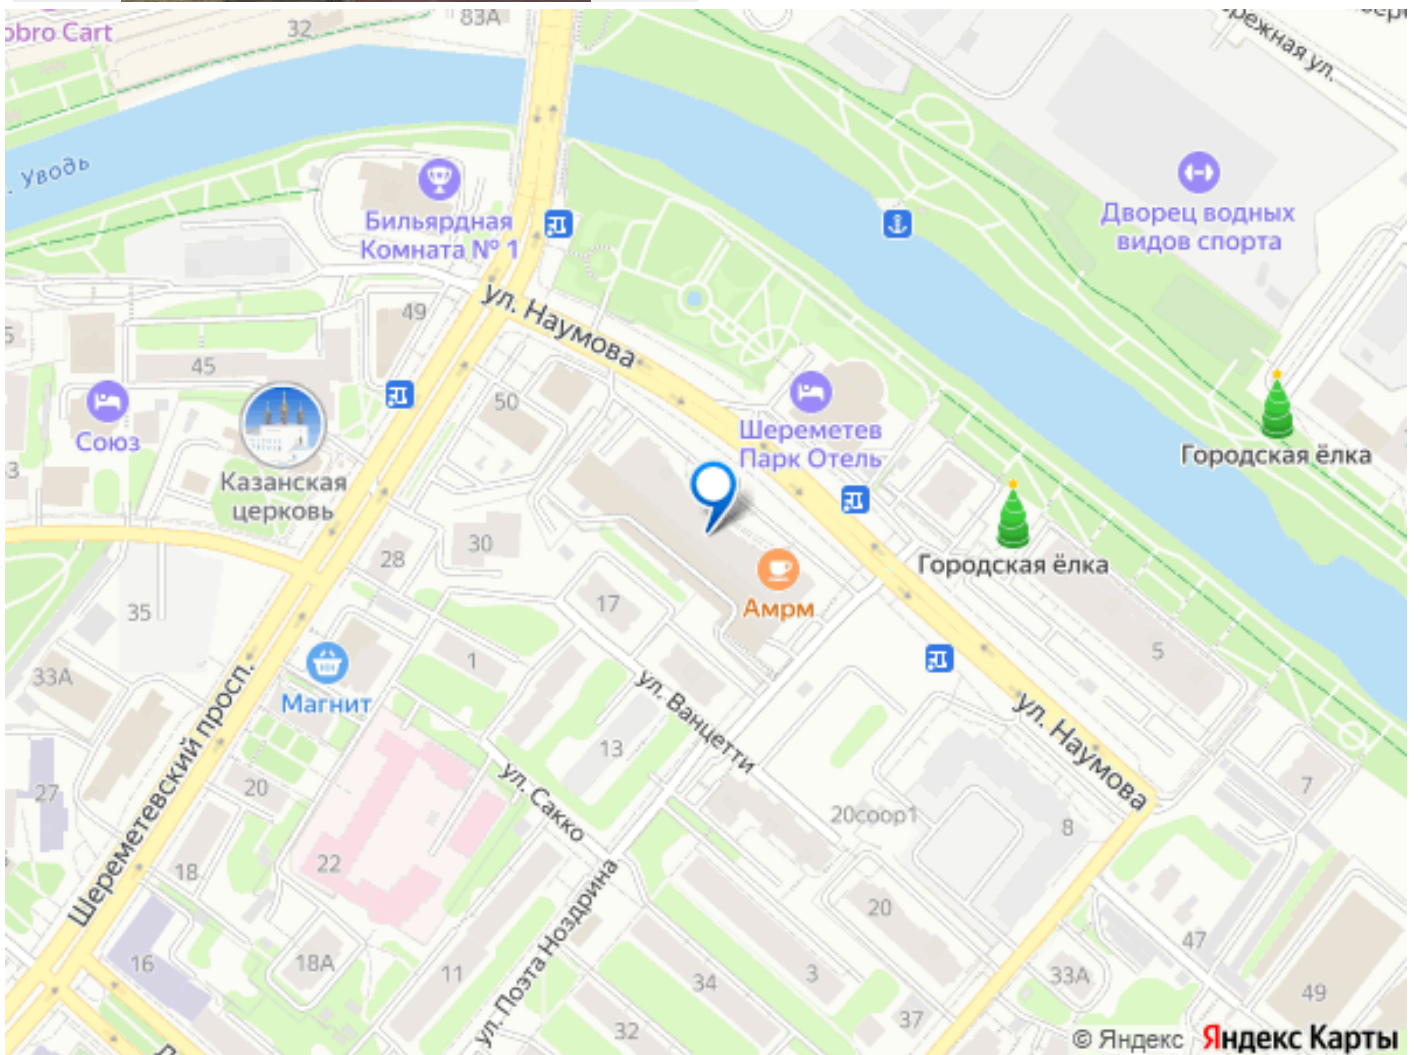 obro Cart
32
83А
ережная ул.
. Уводь
Бильярдная
Комната № 1
Дворец водных
видов спорта
ул. Наумова
49
45
50
Союз
Казанская
церковь
Шереметев
Парк Отель
Городская ёлка
Городская ёлка
28
30
17
Амрм
35
33А
1
Магнит
5
ул. Ванцетти
ул. Наумова
Шереметевский просп.
13
27
20
ул. Сакко
7
20соор1
8
18
22
ул. Поэта Ноздрина
20
47
16
18А
11
34
3
33А
49
37
32
© Яндекс Яндекс Карты